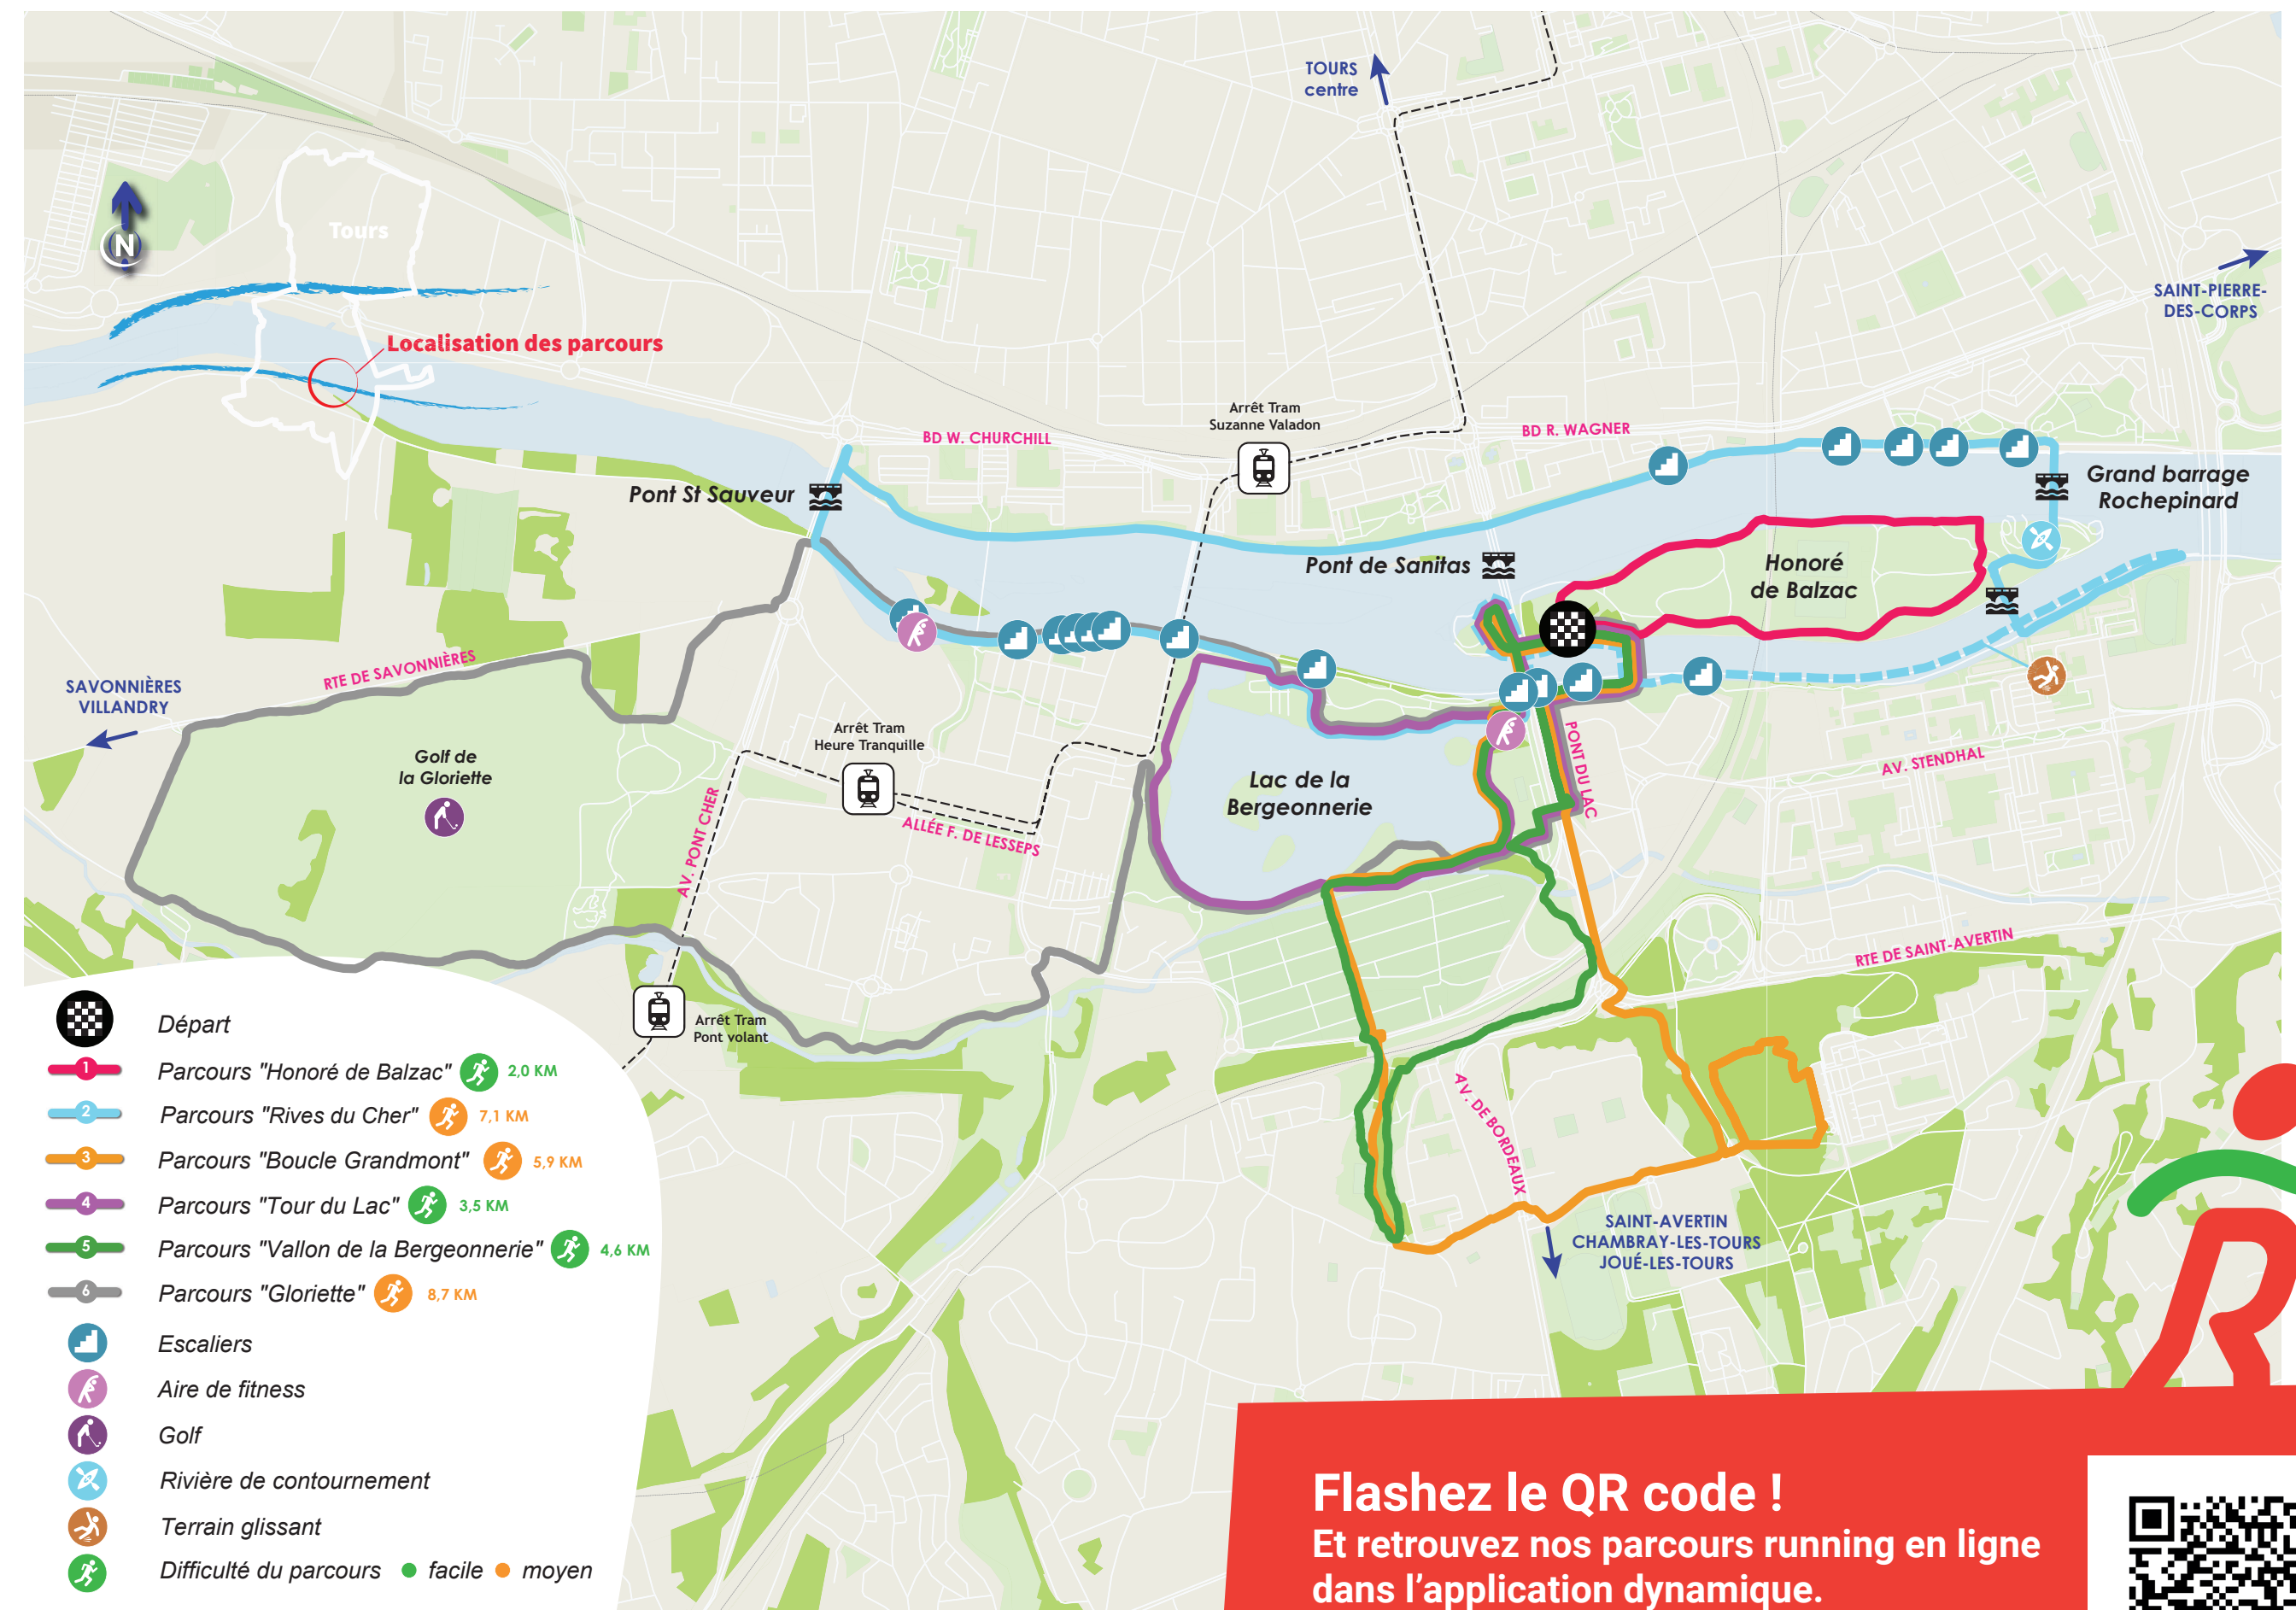 TOURS
centre
Tours
N
SAINT-PIERRE-
DES-CORPS
Localisation des parcours
Arrêt Tram
Suzanne Valadon
BD W. CHURCHILL
BD R. WAGNER
Pont St Sauveur
Grand barrage
Rochepinard
Pont de Sanitas
Honoré
de Balzac
RTE DE SAVONNIÈRES
SAVONNIÈRES
VILLANDRY
Arrêt Tram
Heure Tranquille
Golf de
la Gloriette
Lac de la
Bergeonnerie
PONT DU LAC
AV. STENDHAL
AV. PONT CHER
ALLÉE F. DE LESSEPS
RTE DE SAINT-AVERTIN
Arrêt Tram
Pont volant
AV. DE BORDEAUX
SAINT-AVERTIN
CHAMBRAY-LES-TOURS
JOUÉ-LES-TOURS
Départ
1 Parcours "Honoré de Balzac" 2,0 KM
2 Parcours "Rives du Cher" 7,1 KM
3 Parcours "Boucle Grandmont" 5,9 KM
4 Parcours "Tour du Lac" 3,5 KM
5 Parcours "Vallon de la Bergeonnerie" 4,6 KM
6 Parcours "Gloriette" 8,7 KM
Escaliers
Aire de fitness
Golf
Rivière de contournement
Terrain glissant
Difficulté du parcours facile moyen
Flashez le QR code !
Et retrouvez nos parcours running en ligne
dans l'application dynamique.